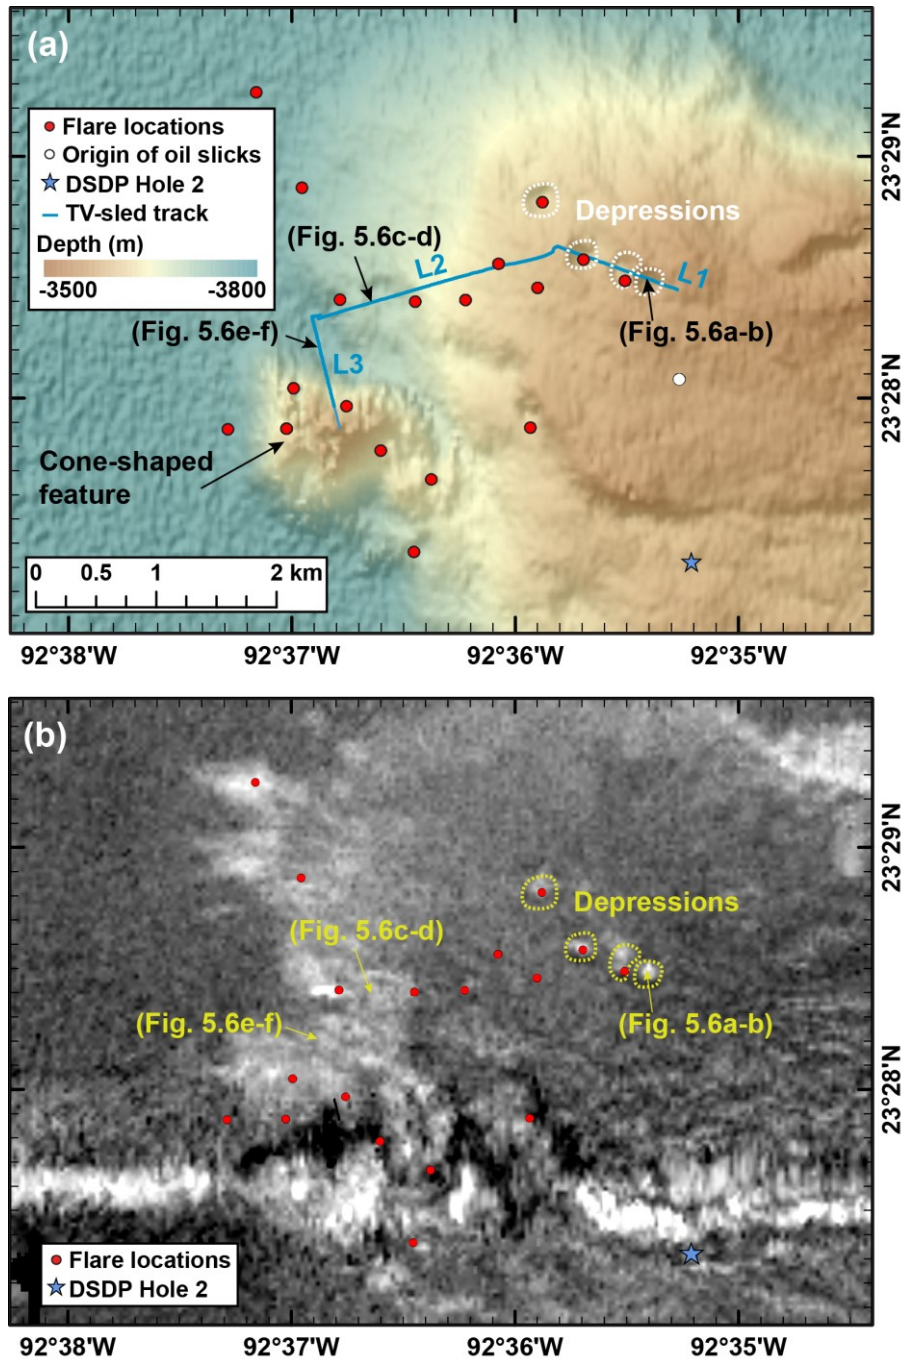 (a)
Flare locations
Origin of oil slicks
DSDP Hole 2
TV-sled track
Depth (m)
-3500 -3800
Depressions
(Fig. 5.6c-d)
L2
L1
(Fig. 5.6e-f)
(Fig. 5.6a-b)
L3
Cone-shaped
feature
0 0.5 1 2 km
23°29'N
23°28'N
92°38'W 92°37'W 92°36'W 92°35'W
(b)
Depressions
(Fig. 5.6c-d)
(Fig. 5.6e-f)
(Fig. 5.6a-b)
Flare locations
DSDP Hole 2
23°29'N
23°28'N
92°38'W 92°37'W 92°36'W 92°35'W